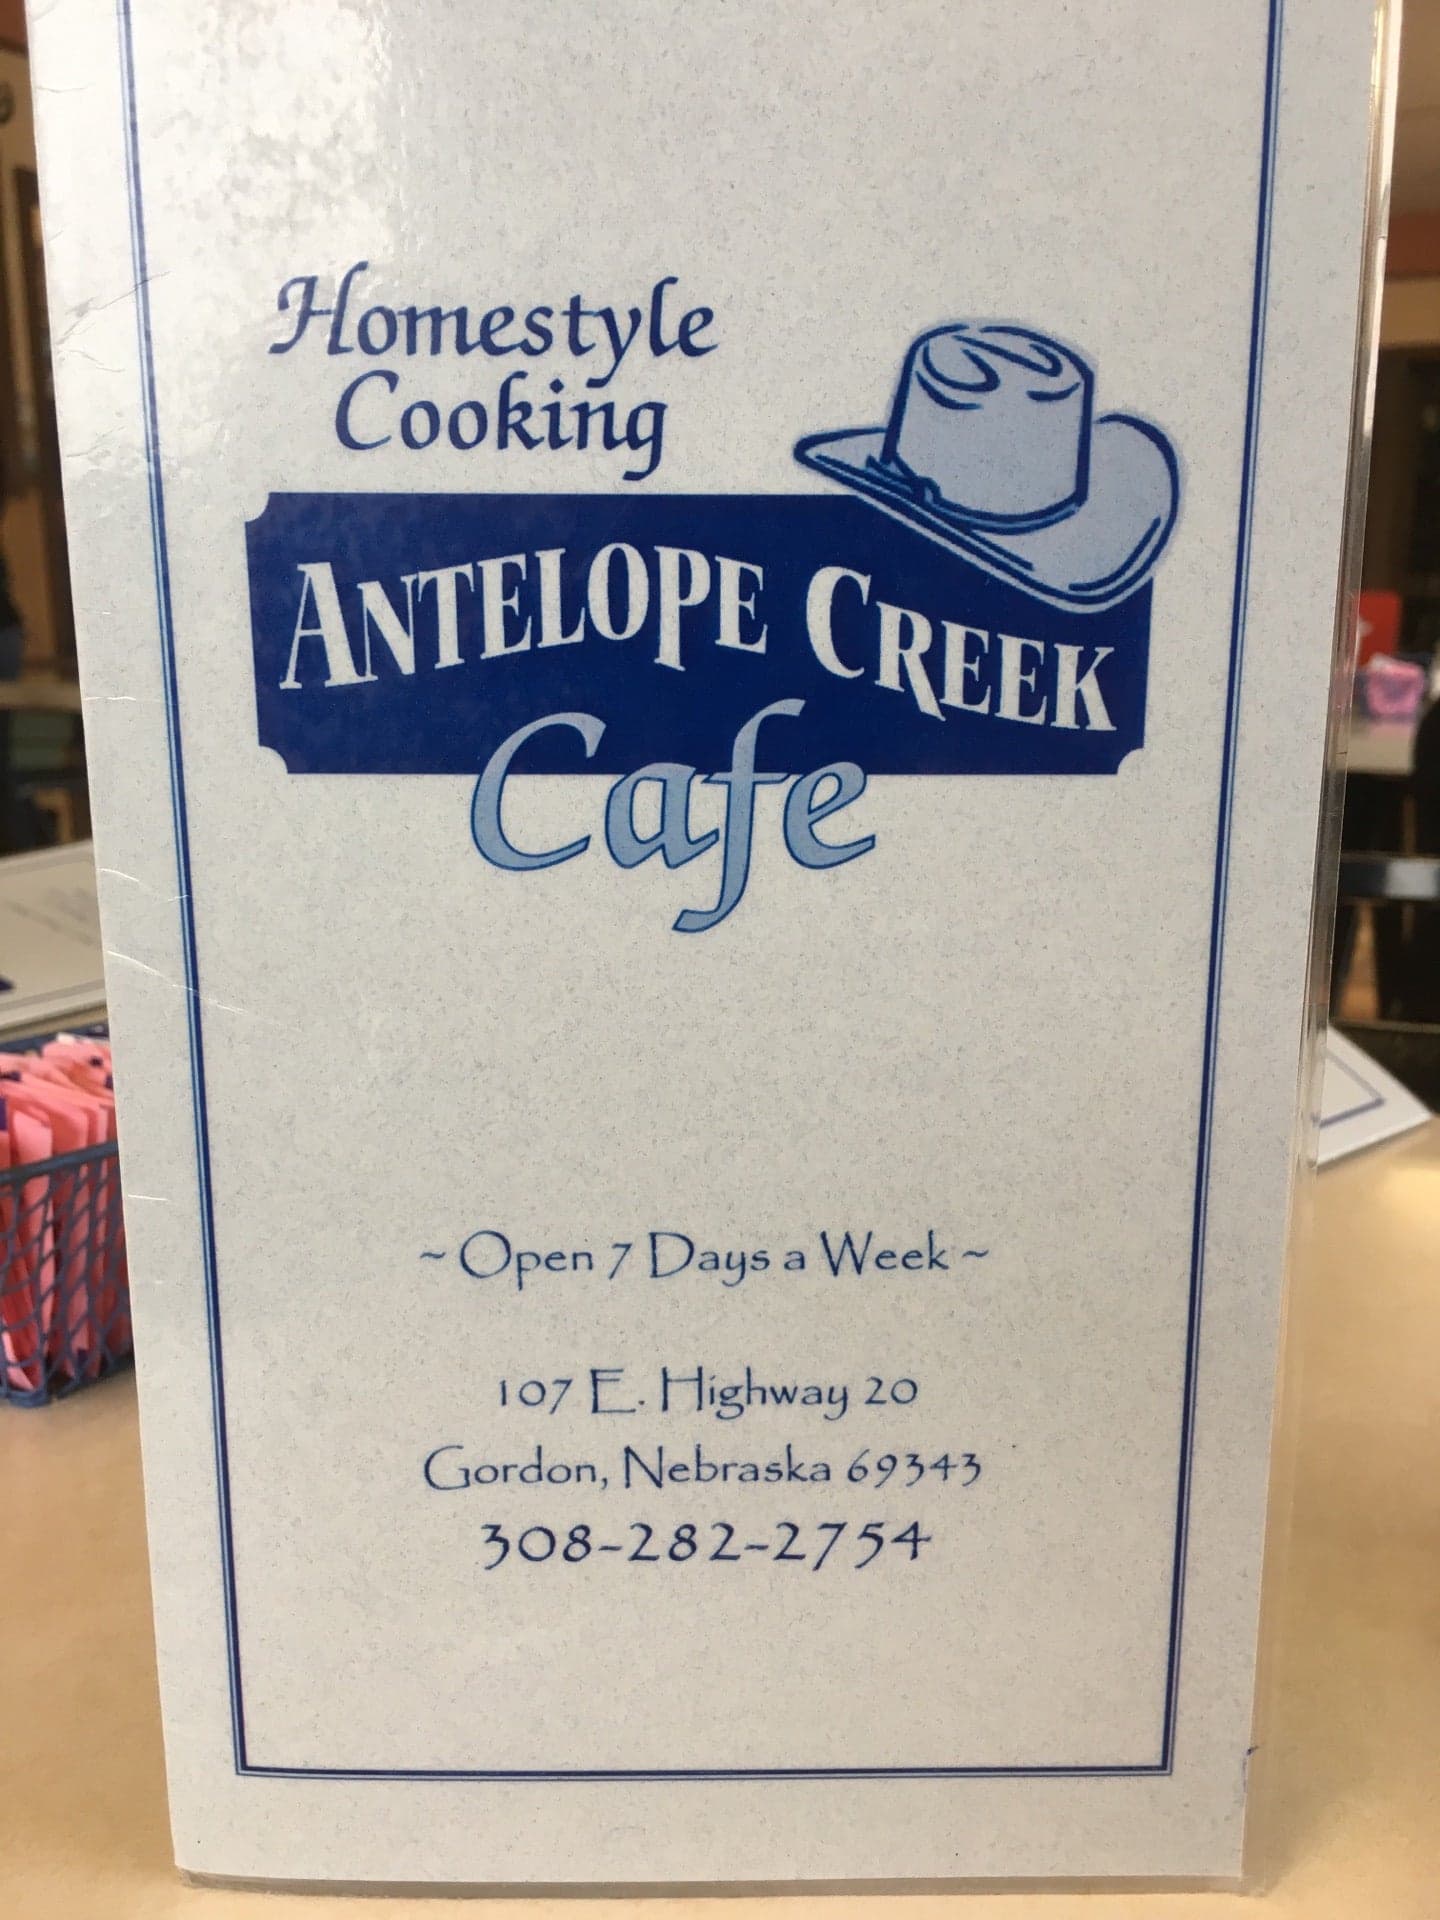 Homestyle
Cooking
ANTELOPE CREEK
Cafe
~ Open 7 Days a Week ~
107 E. Highway 20
Gordon, Nebraska 69343
308-282-2754